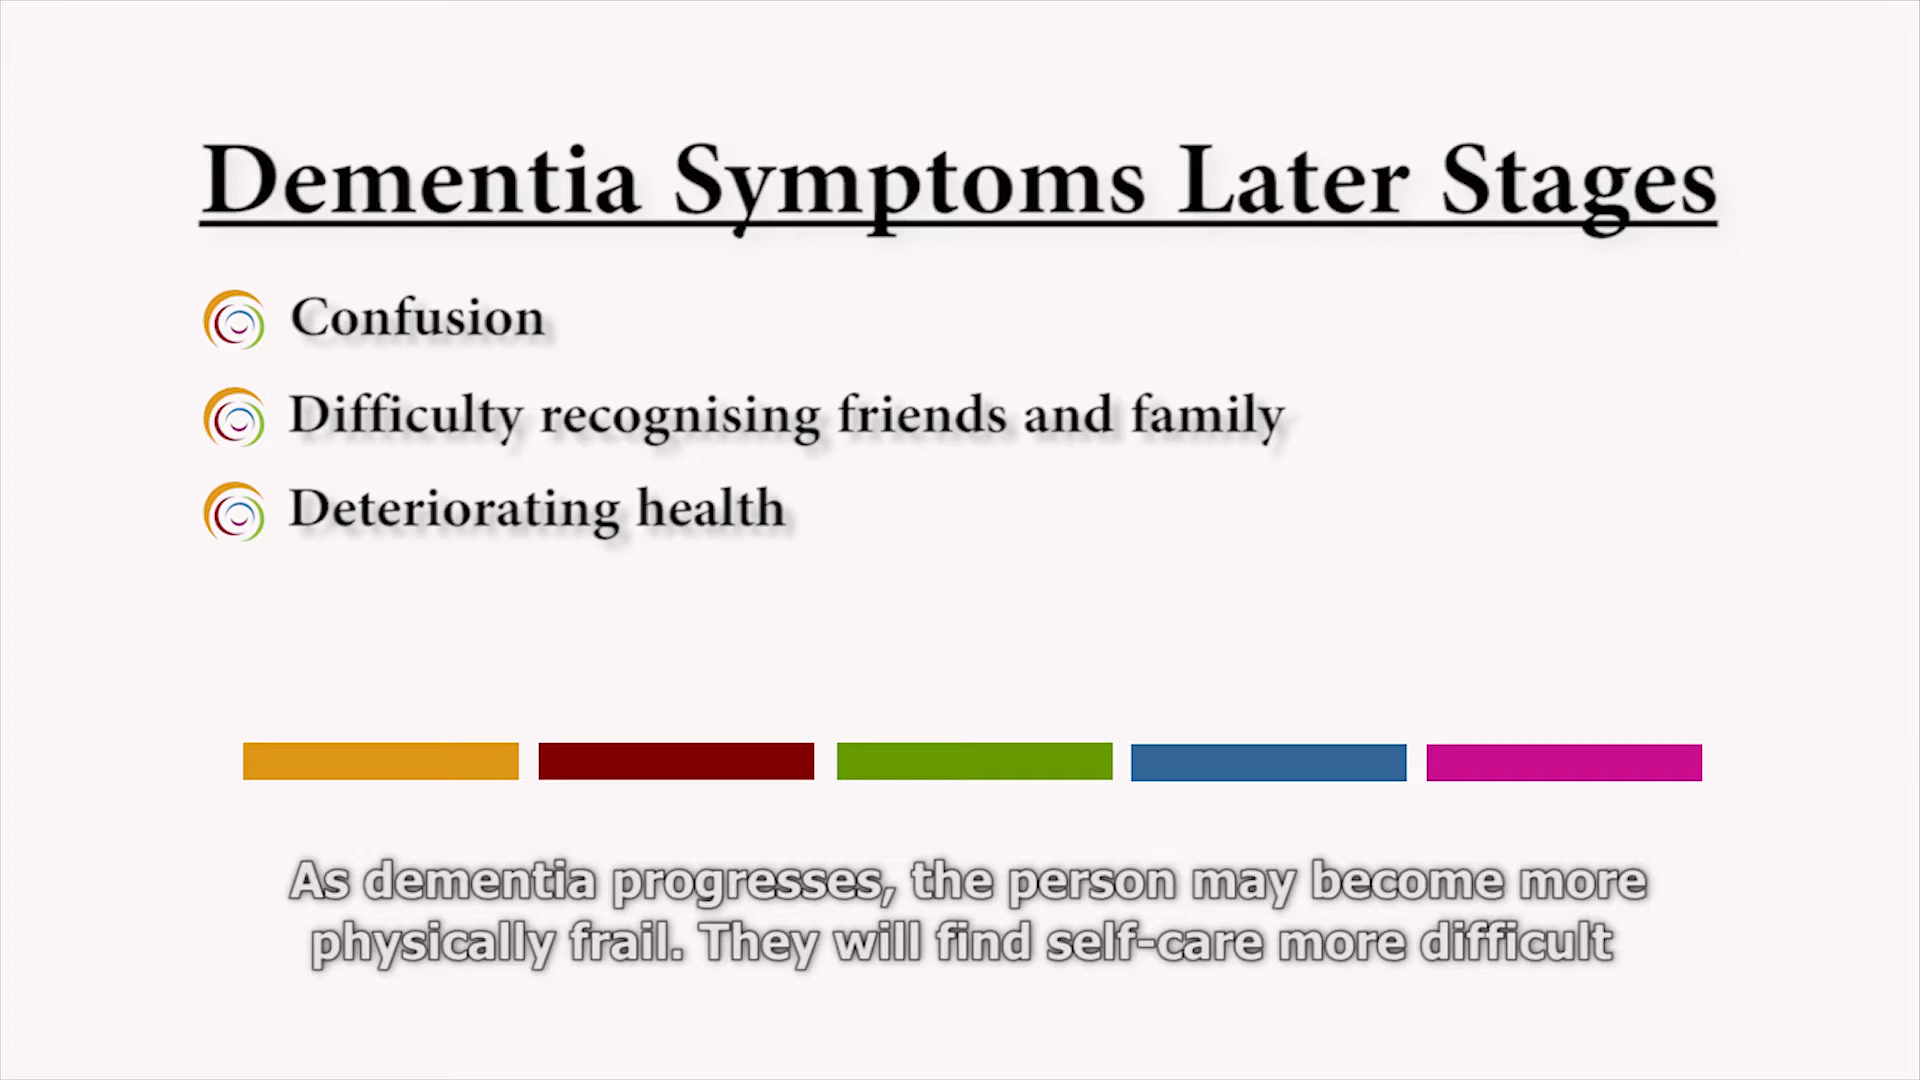 Dementia Symptoms Later Stages
Confusion
Difficulty recognising friends and family
Deteriorating health
As dementia progresses, the person may become more
physically frail. They will find self-care more difficult